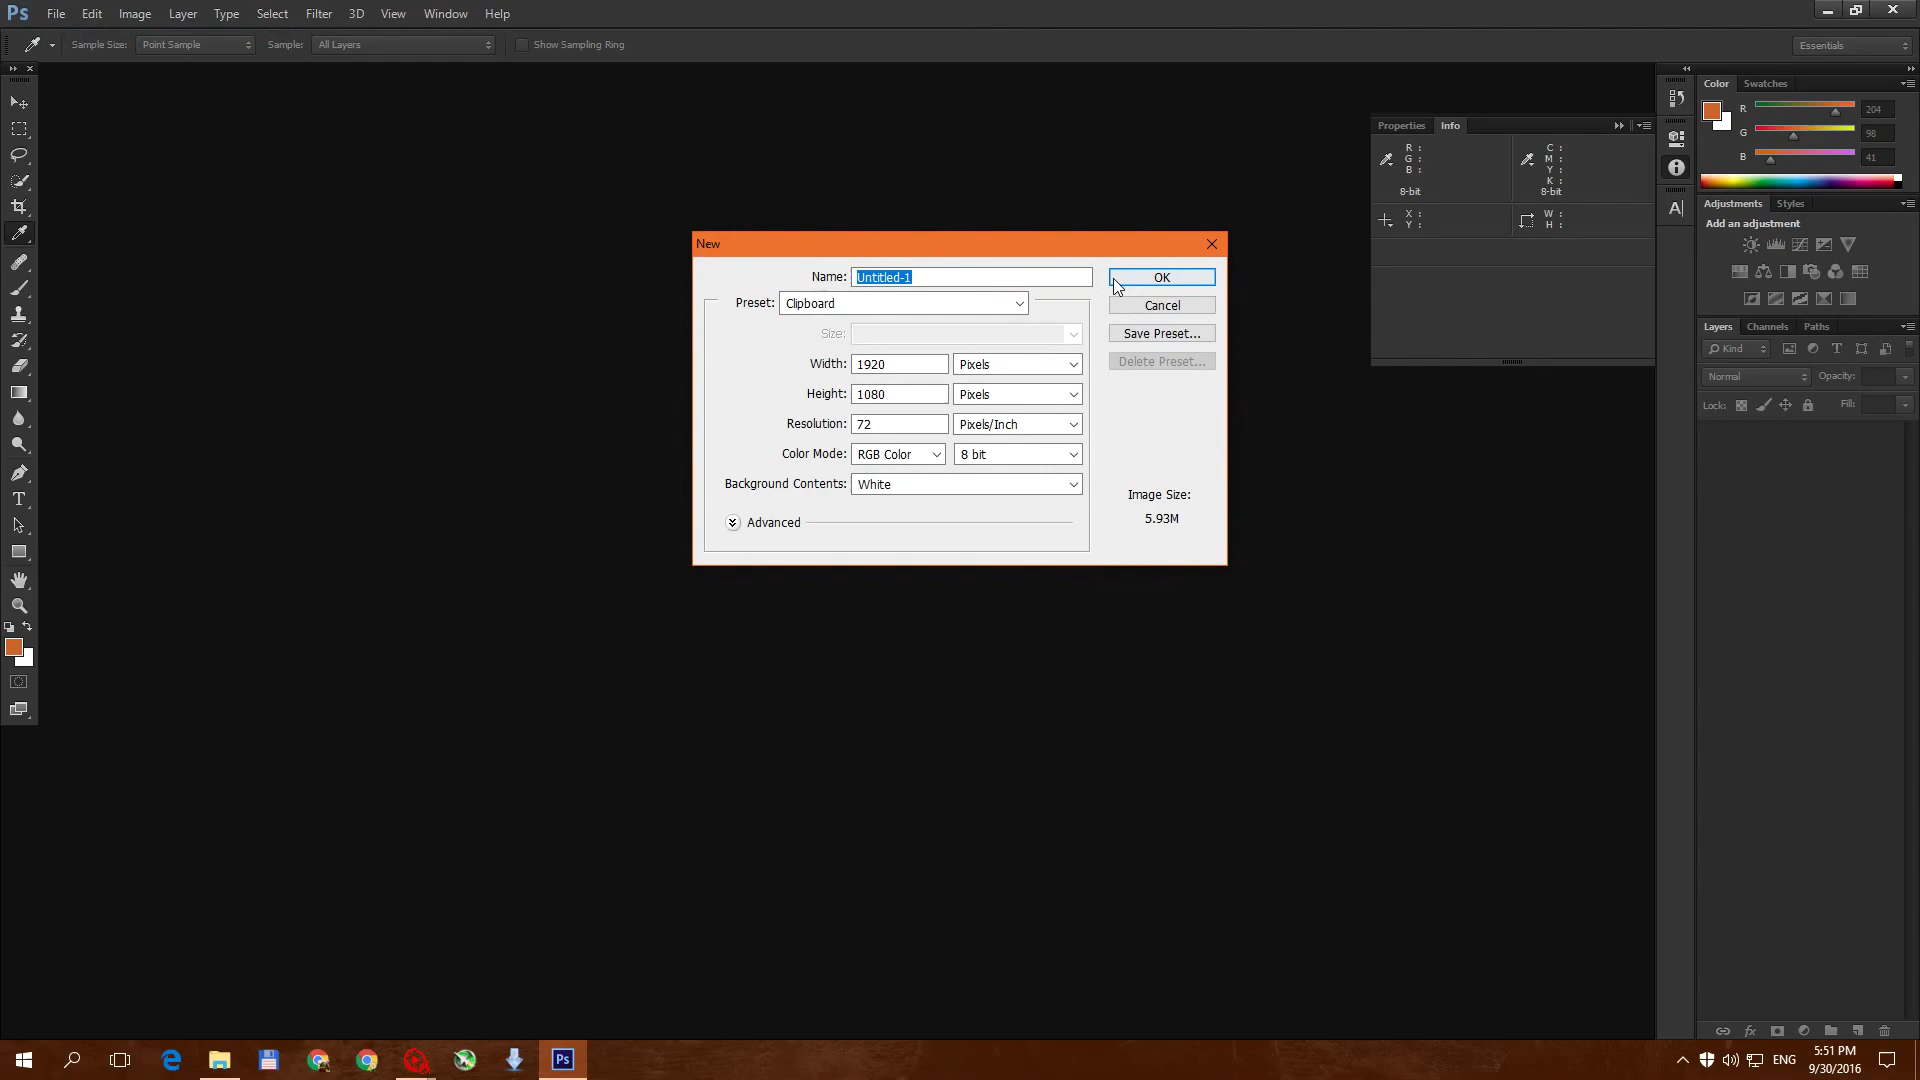 Ps File Edit Image Layer Type Select Filter 3D View Window Help
Sample Size: Point Sample Sample: All Layers Show Sampling Ring Essentials
Color Swatches
R 204
G 98
B 41
Properties Info
R :
G :
B :
8-bit
C :
M :
Y :
K :
8-bit
X :
Y :
W :
H :
Adjustments Styles
Add an adjustment
Layers Channels Paths
Kind
Normal Opacity:
Lock: Fill:
New
Name: Untitled-1 OK
Preset: Clipboard Cancel
Size: Save Preset...
Width: 1920 Pixels Delete Preset...
Height: 1080 Pixels
Resolution: 72 Pixels/Inch
Color Mode: RGB Color 8 bit
Background Contents: White
Image Size:
5.93M
Advanced
Ps ENG 5:51 PM
9/30/2016